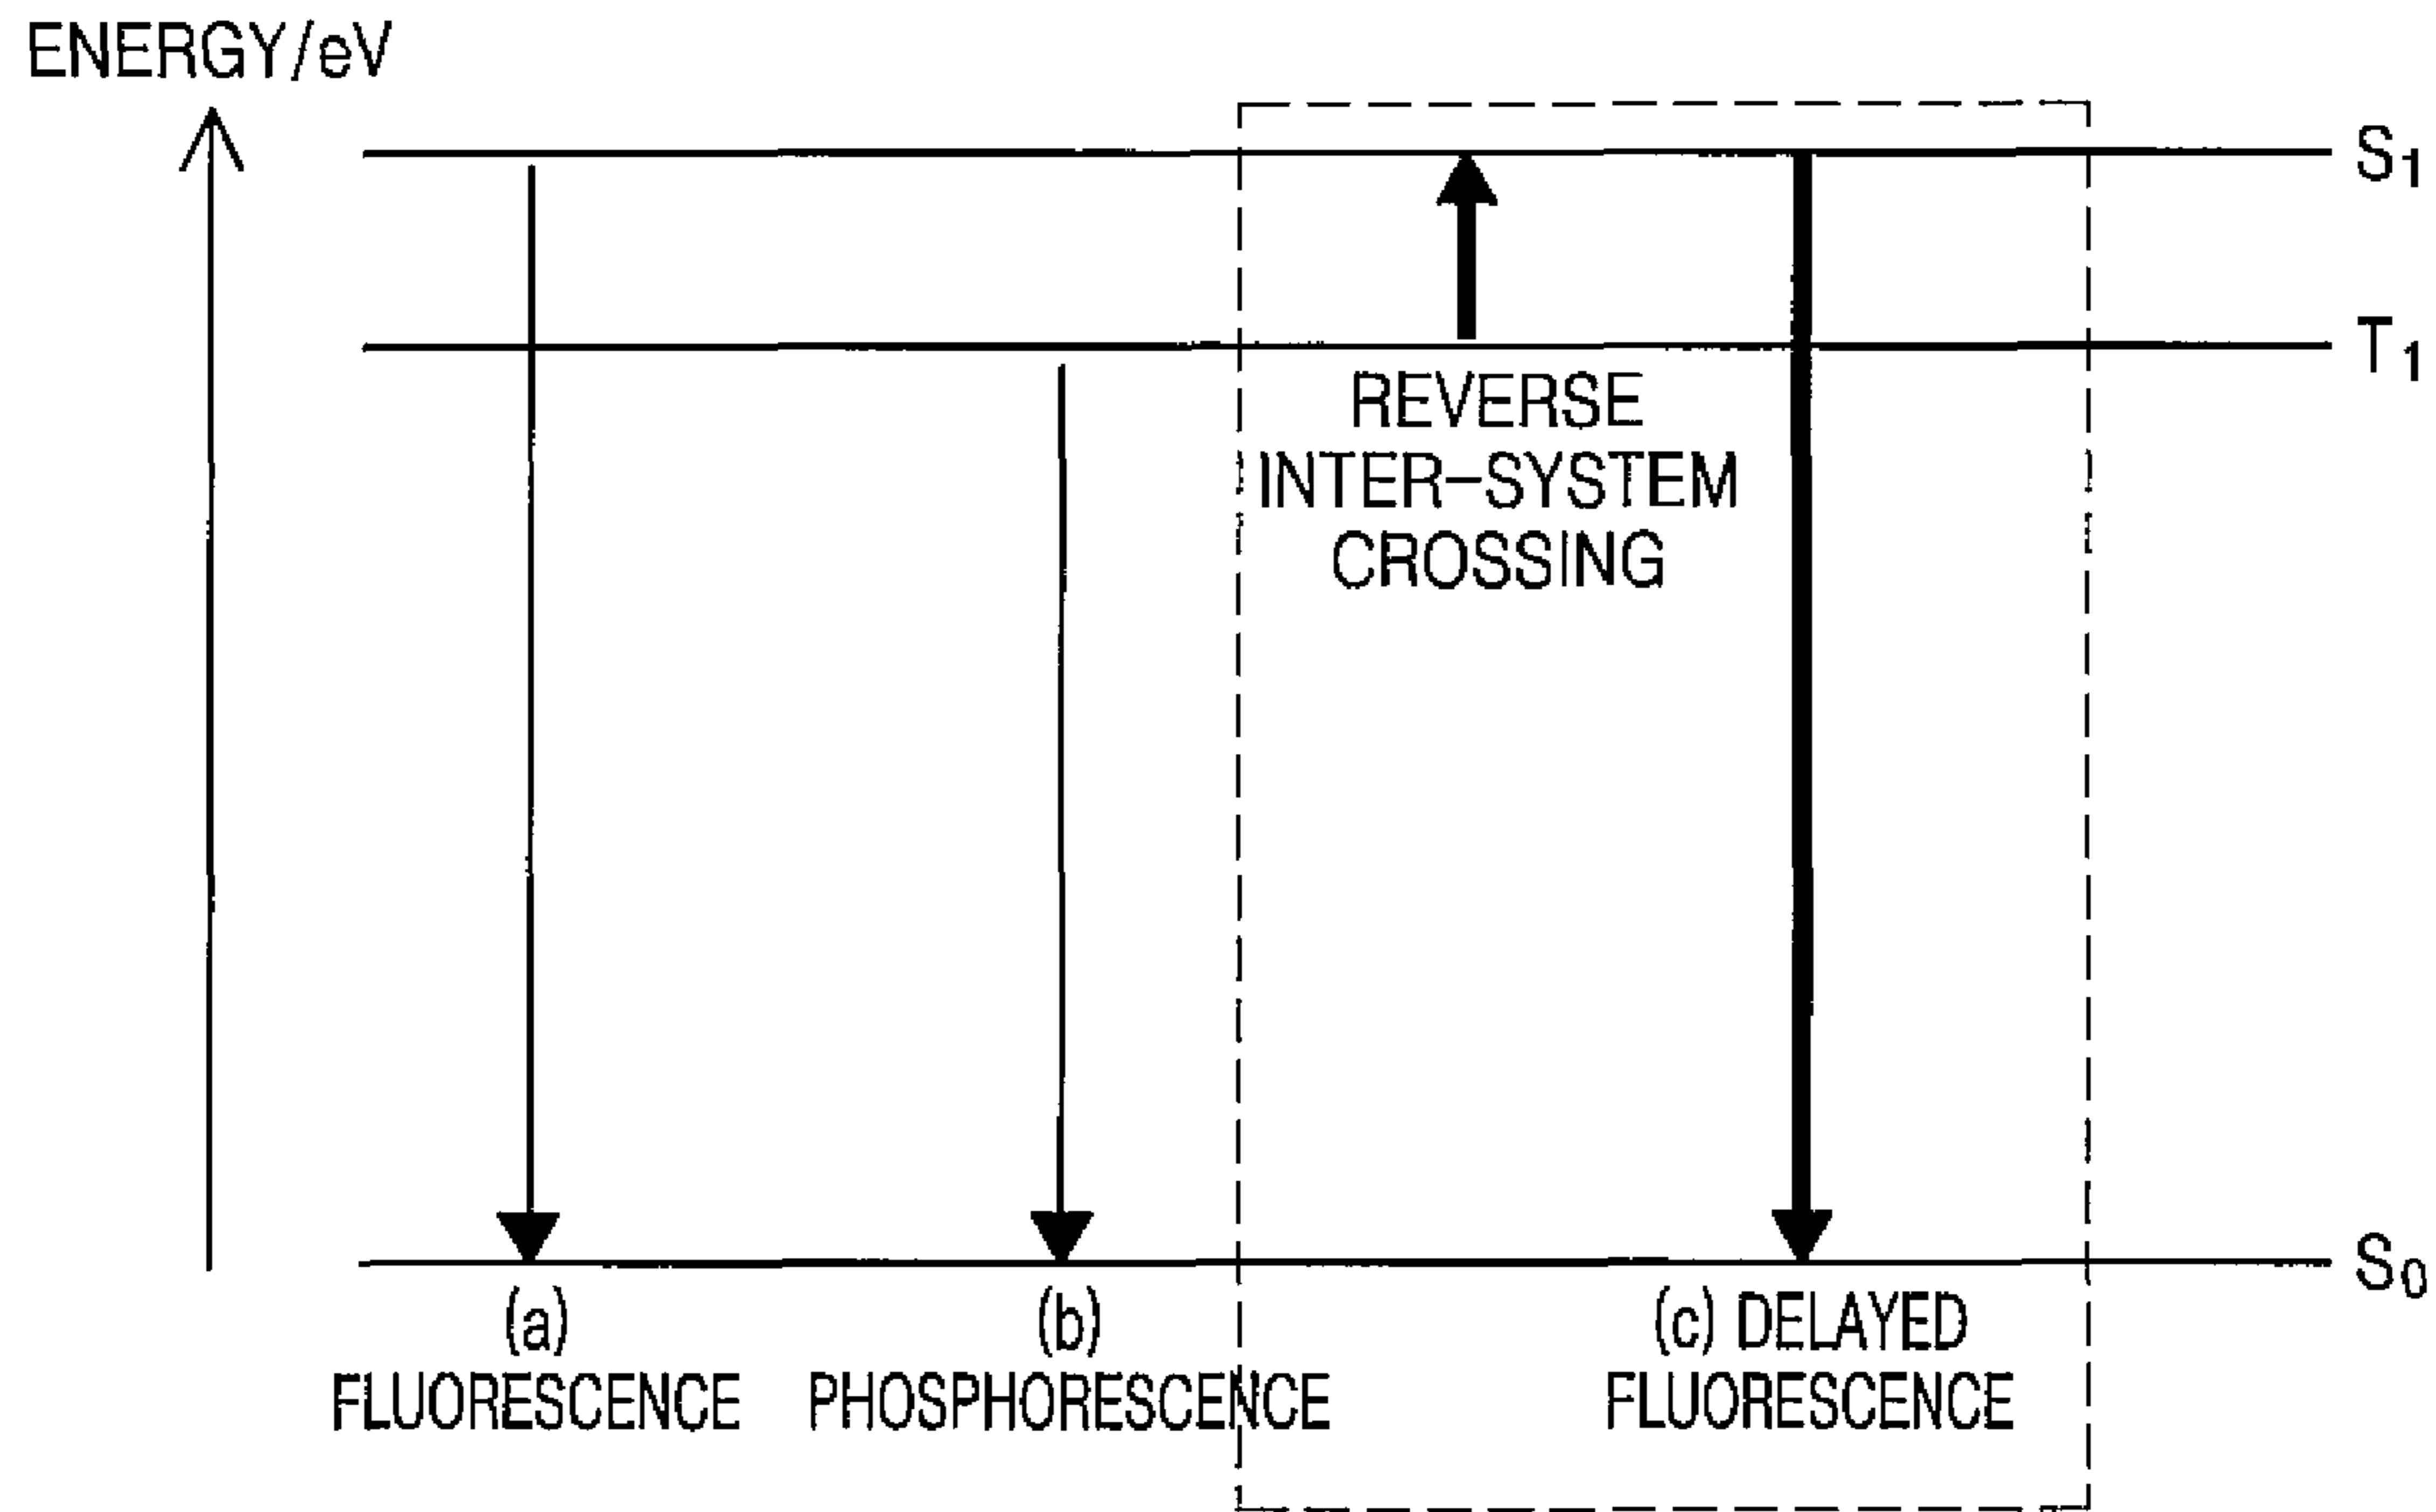 ENERGY/eV
S₁
T₁
REVERSE
INTER-SYSTEM
CROSSING
S₀
(a)
FLUORESCENCE
(b)
PHOSPHORESCENCE
(c) DELAYED
FLUORESCENCE